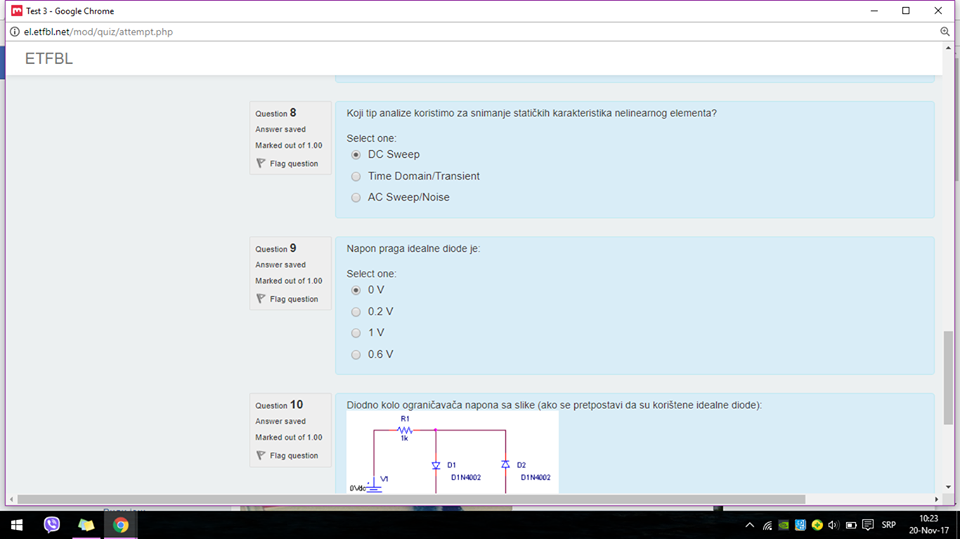 Test 3 - Google Chrome
el.etfbl.net/mod/quiz/attempt.php
ETFBL
Question 8
Answer saved
Marked out of 1.00
Flag question
Koji tip analize koristimo za snimanje statičkih karakteristika nelinearnog elementa?
Select one:
DC Sweep
Time Domain/Transient
AC Sweep/Noise
Question 9
Answer saved
Marked out of 1.00
Flag question
Napon praga idealne diode je:
Select one:
0 V
0.2 V
1 V
0.6 V
Question 10
Answer saved
Marked out of 1.00
Flag question
Diodno kolo ograničavača napona sa slike (ako se pretpostavi da su korištene idealne diode):
R1
1k
D1
D1N4002
D2
D1N4002
V1
0Vdc
SRP
10:23
20-Nov-17